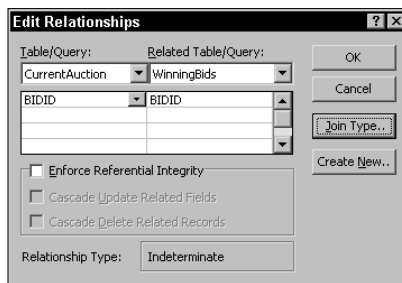 Edit Relationships ? ×
Table/Query: Related Table/Query:
CurrentAuction WinningBids
BIDID BIDID
Enforce Referential Integrity
Cascade Update Related Fields
Cascade Delete Related Records
Relationship Type: Indeterminate
OK
Cancel
Join Type..
Create New..